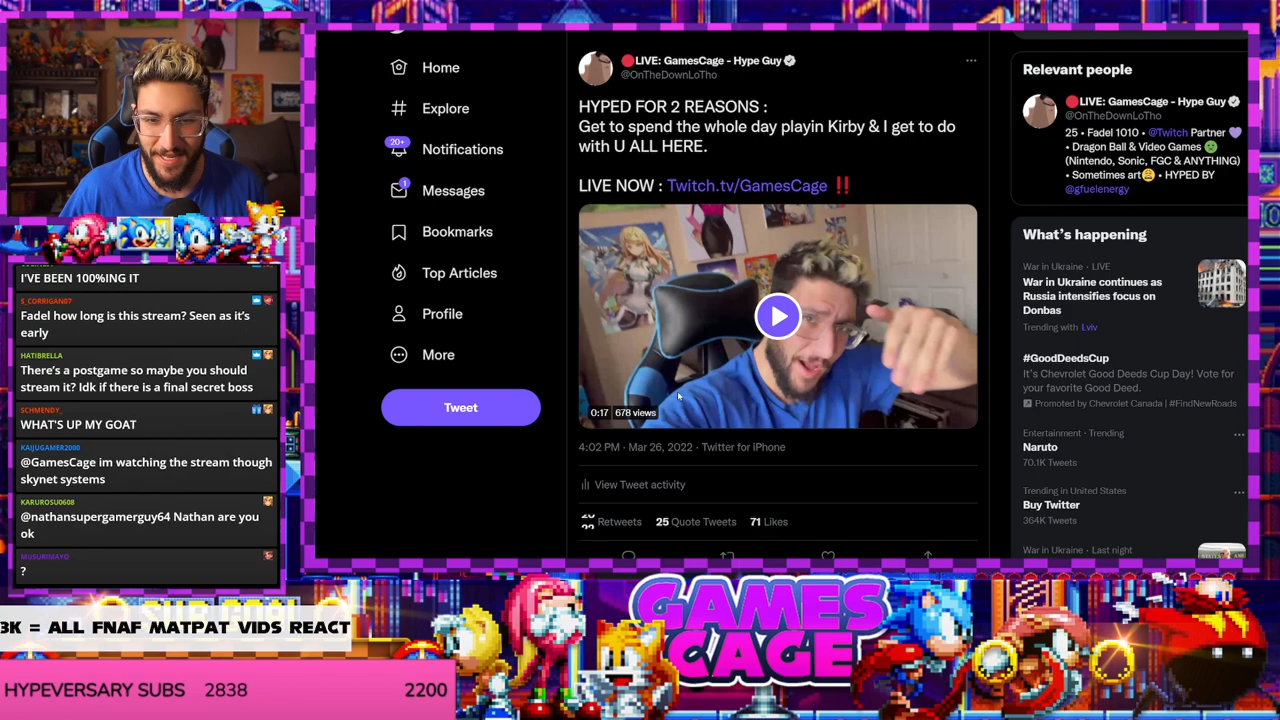 I'VE BEEN 100%ING IT
S_CORRIGAN07
Fadel how long is this stream? Seen as it's
early
HATIBRELLA
There's a postgame so maybe you should
stream it? Idk if there is a final secret boss
SCHMENDY_
WHAT'S UP MY GOAT
KAIJUGAMER2000
@GamesCage im watching the stream though
skynet systems
KARUROSU0608
@nathansupergamerguy64 Nathan are you
ok
MUSURIMAYO
?
3K = ALL FNAF MATPAT VIDS REACT
HYPEVERSARY SUBS 2838 2200
Home
Explore
20+
Notifications
1
Messages
Bookmarks
Top Articles
Profile
More
Tweet
LIVE: GamesCage - Hype Guy
@OnTheDownLoTho
HYPED FOR 2 REASONS :
Get to spend the whole day playin Kirby & I get to do
with U ALL HERE.
LIVE NOW : Twitch.tv/GamesCage ‼️
0:17 678 views
4:02 PM · Mar 26, 2022 · Twitter for iPhone
View Tweet activity
Retweets 25 Quote Tweets 71 Likes
Relevant people
LIVE: GamesCage - Hype Guy
@OnTheDownLoTho
25 • Fadel 1010 • @Twitch Partner
• Dragon Ball & Video Games
(Nintendo, Sonic, FGC & ANYTHING)
• Sometimes art • HYPED BY
@gfuelenergy
What's happening
War in Ukraine · LIVE
War in Ukraine continues as
Russia intensifies focus on
Donbas
Trending with Lviv
#GoodDeedsCup
It's Chevrolet Good Deeds Cup Day! Vote for
your favorite Good Deed.
Promoted by Chevrolet Canada | #FindNewRoads
Entertainment · Trending
Naruto
70.1K Tweets
Trending in United States
Buy Twitter
364K Tweets
War in Ukraine · Last night
GAMES
CAGE